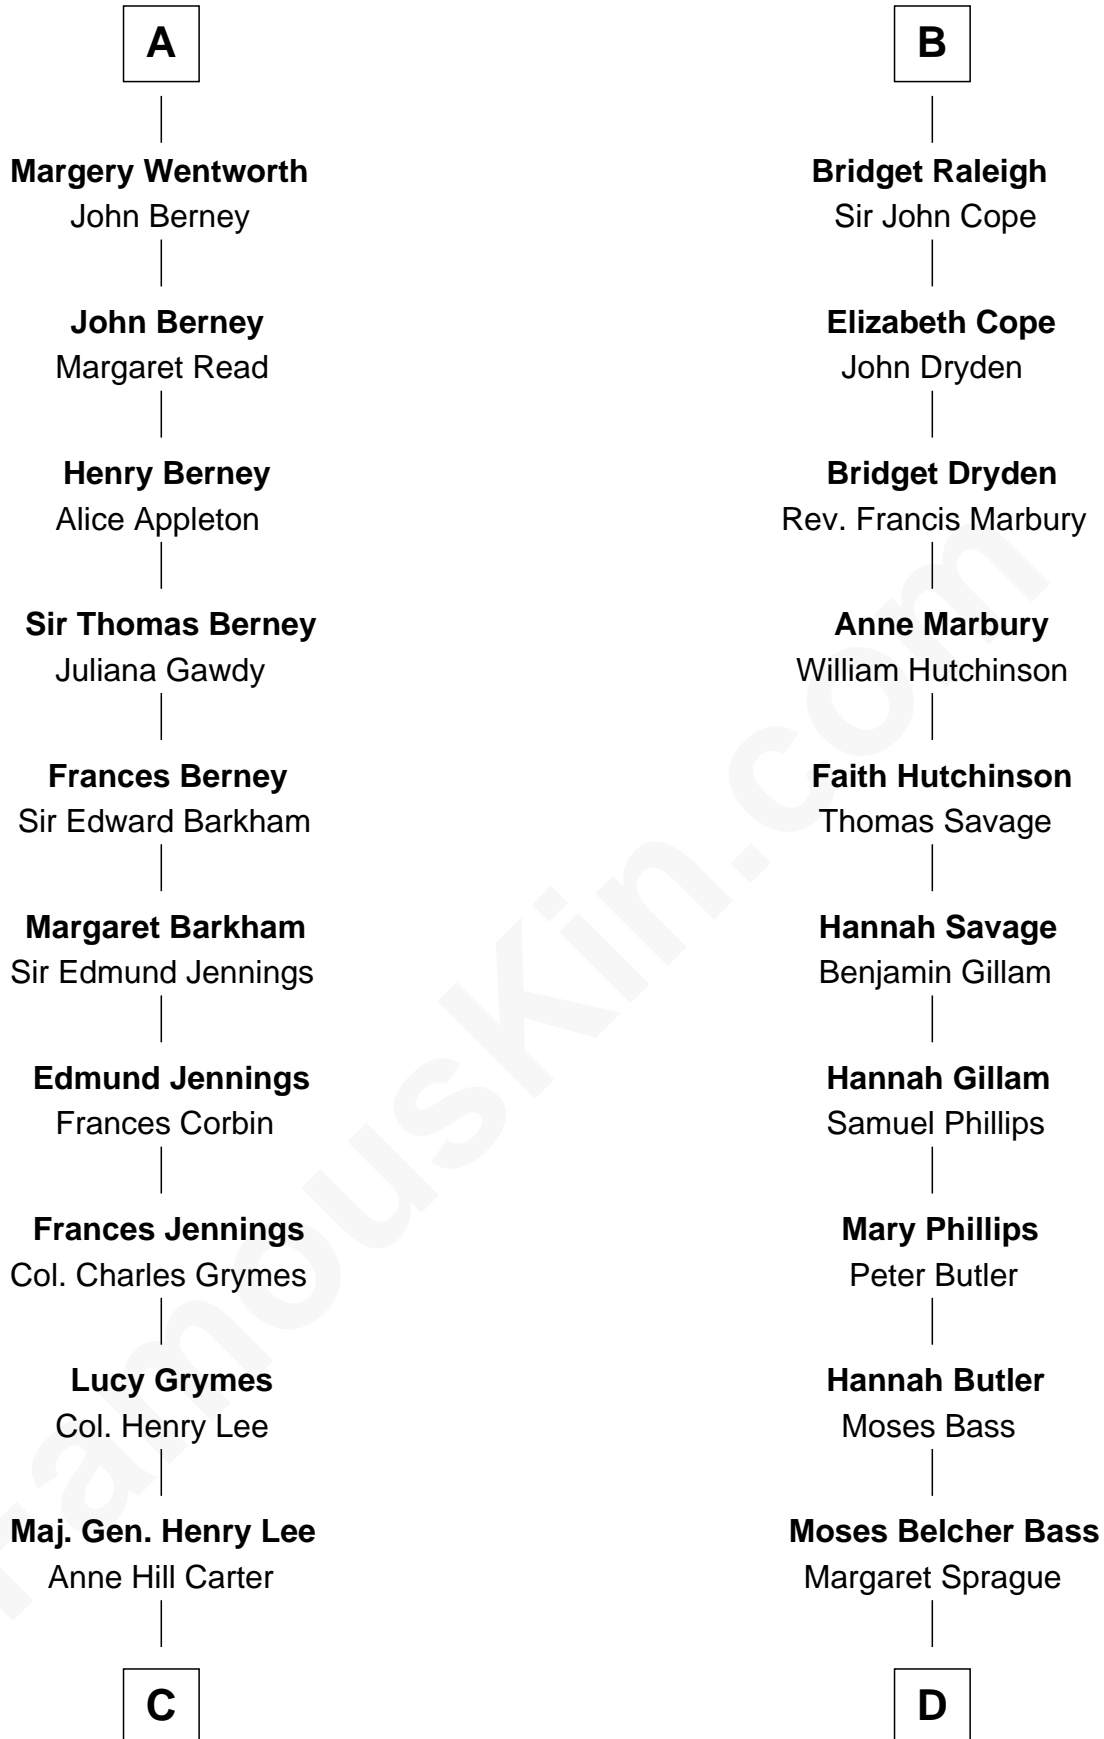 A
Margery Wentworth
John Berney
John Berney
Margaret Read
Henry Berney
Alice Appleton
Sir Thomas Berney
Juliana Gawdy
Frances Berney
Sir Edward Barkham
Margaret Barkham
Sir Edmund Jennings
Edmund Jennings
Frances Corbin
Frances Jennings
Col. Charles Grymes
Lucy Grymes
Col. Henry Lee
Maj. Gen. Henry Lee
Anne Hill Carter
C
B
Bridget Raleigh
Sir John Cope
Elizabeth Cope
John Dryden
Bridget Dryden
Rev. Francis Marbury
Anne Marbury
William Hutchinson
Faith Hutchinson
Thomas Savage
Hannah Savage
Benjamin Gillam
Hannah Gillam
Samuel Phillips
Mary Phillips
Peter Butler
Hannah Butler
Moses Bass
Moses Belcher Bass
Margaret Sprague
D
FamousKin.com